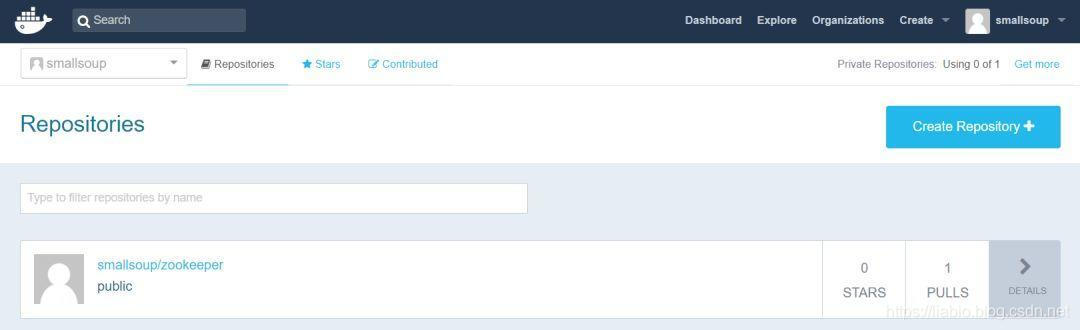 Search Dashboard Explore Organizations Create smallsoup
smallsoup Repositories Stars Contributed Private Repositories: Using 0 of 1 Get more
Repositories
Create Repository
Type to filter repositories by name
smallsoup/zookeeper
public
0
STARS
1
PULLS
DETAILS
https://liabio.blog.csdn.net